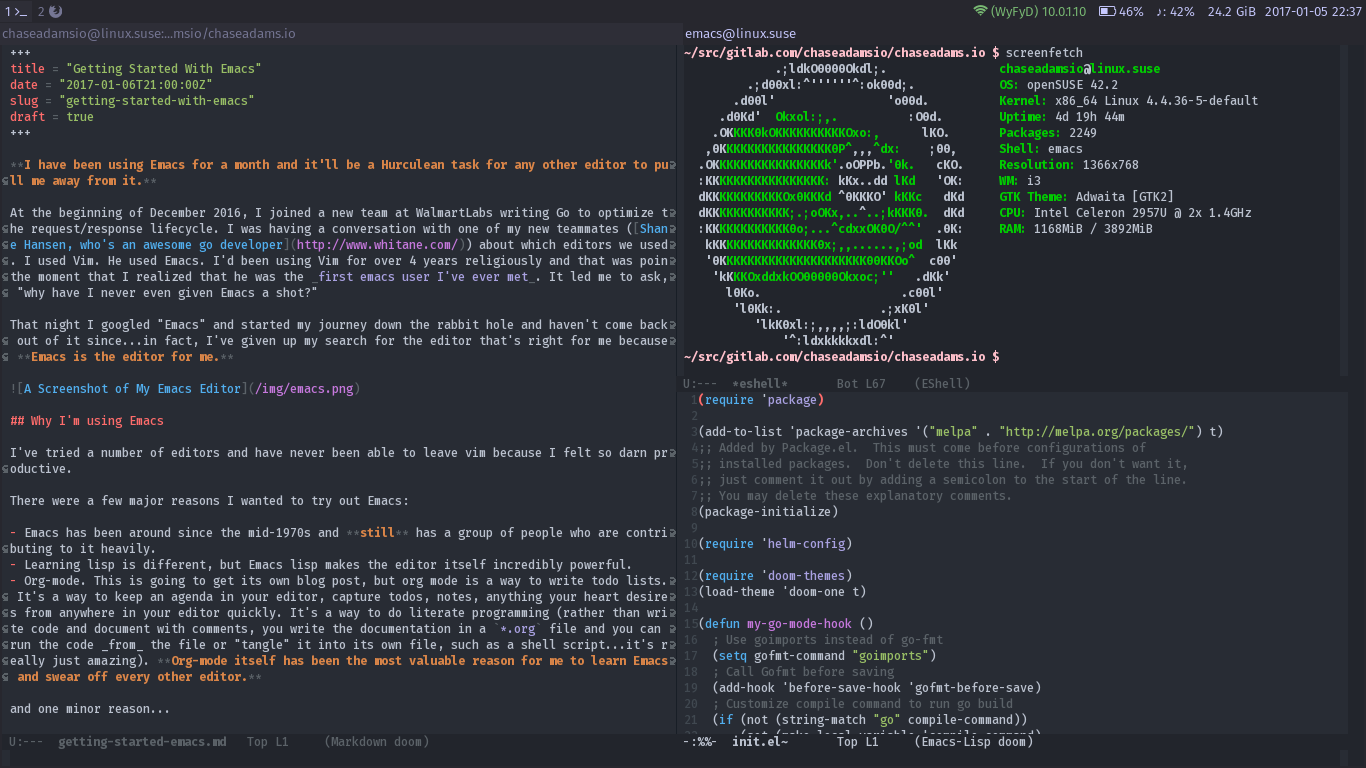 1 >_ 2
(WyFyD) 10.0.1.10 46% ♪: 42% 24.2 GiB 2017-01-05 22:37
chaseadamsio@linux.suse:...msio/chaseadams.io
+++
title = "Getting Started With Emacs"
date = "2017-01-06T21:00:00Z"
slug = "getting-started-with-emacs"
draft = true
+++
**I have been using Emacs for a month and it'll be a Hurculean task for any other editor to pu
ll me away from it.**
At the beginning of December 2016, I joined a new team at WalmartLabs writing Go to optimize t
he request/response lifecycle. I was having a conversation with one of my new teammates ([Shan
e Hansen, who's an awesome go developer](http://www.whitane.com/)) about which editors we used
. I used Vim. He used Emacs. I'd been using Vim for over 4 years religiously and that was poin
the moment that I realized that he was the _first emacs user I've ever met_. It led me to ask,
"why have I never even given Emacs a shot?"
That night I googled "Emacs" and started my journey down the rabbit hole and haven't come back
out of it since...in fact, I've given up my search for the editor that's right for me because
**Emacs is the editor for me.**
![A Screenshot of My Emacs Editor](/img/emacs.png)
## Why I'm using Emacs
I've tried a number of editors and have never been able to leave vim because I felt so darn pr
oductive.
There were a few major reasons I wanted to try out Emacs:
- Emacs has been around since the mid-1970s and **still** has a group of people who are contri
buting to it heavily.
- Learning lisp is different, but Emacs lisp makes the editor itself incredibly powerful.
- Org-mode. This is going to get its own blog post, but org mode is a way to write todo lists.
It's a way to keep an agenda in your editor, capture todos, notes, anything your heart desire
s from anywhere in your editor quickly. It's a way to do literate programming (rather than wri
te code and document with comments, you write the documentation in a `*.org` file and you can
run the code _from_ the file or "tangle" it into its own file, such as a shell script...it's r
eally just amazing). **Org-mode itself has been the most valuable reason for me to learn Emacs
and swear off every other editor.**
and one minor reason...
U:--- getting-started-emacs.md Top L1 (Markdown doom)
emacs@linux.suse
~/src/gitlab.com/chaseadamsio/chaseadams.io $ screenfetch
chaseadamsio@linux.suse
OS: openSUSE 42.2
Kernel: x86_64 Linux 4.4.36-5-default
Uptime: 4d 19h 44m
Packages: 2249
Shell: emacs
Resolution: 1366x768
WM: i3
GTK Theme: Adwaita [GTK2]
CPU: Intel Celeron 2957U @ 2x 1.4GHz
RAM: 1168MiB / 3892MiB
~/src/gitlab.com/chaseadamsio/chaseadams.io $
U:--- *eshell* Bot L67 (EShell)
1 (require 'package)
2
3 (add-to-list 'package-archives '("melpa" . "http://melpa.org/packages/") t)
4 ;; Added by Package.el. This must come before configurations of
5 ;; installed packages. Don't delete this line. If you don't want it,
6 ;; just comment it out by adding a semicolon to the start of the line.
7 ;; You may delete these explanatory comments.
8 (package-initialize)
9
10 (require 'helm-config)
11
12 (require 'doom-themes)
13 (load-theme 'doom-one t)
14
15 (defun my-go-mode-hook ()
16 ; Use goimports instead of go-fmt
17 (setq gofmt-command "goimports")
18 ; Call Gofmt before saving
19 (add-hook 'before-save-hook 'gofmt-before-save)
20 ; Customize compile command to run go build
21 (if (not (string-match "go" compile-command))
-:%%- init.el~ Top L1 (Emacs-Lisp doom)